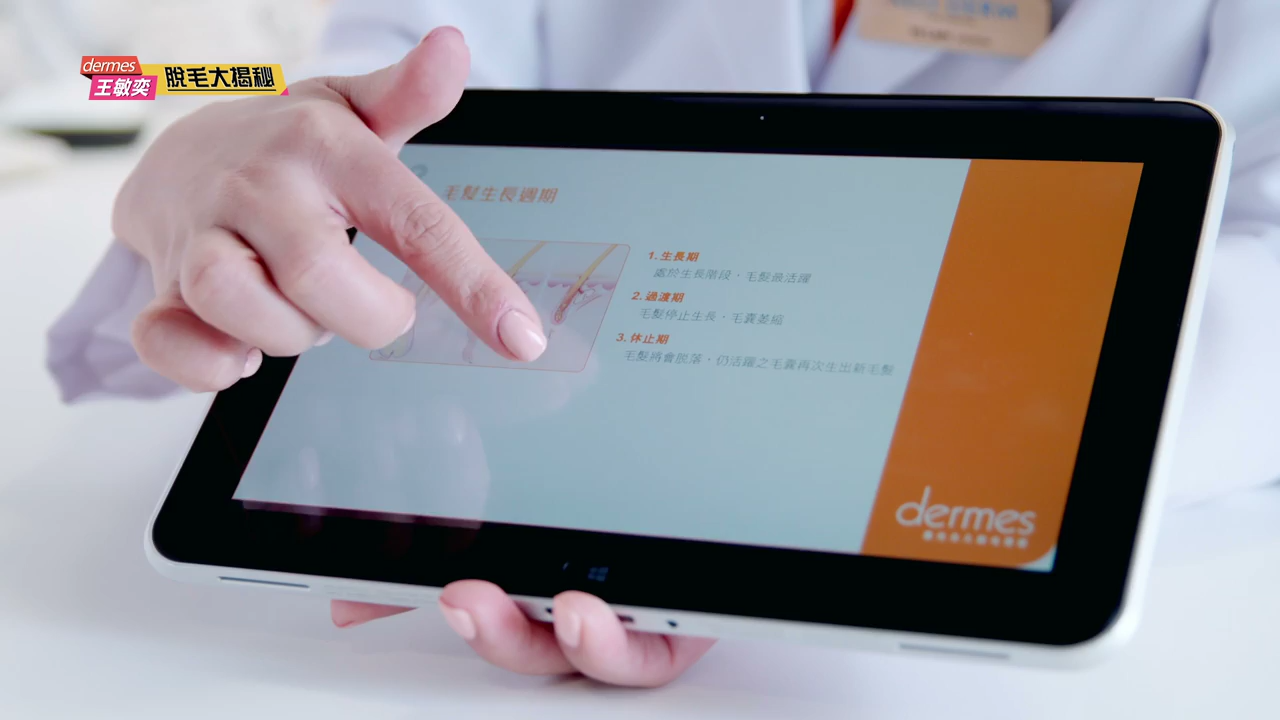 dermes
王敏奕
脫毛大揭秘
毛髮生長週期
1. 生長期
處於生長階段，毛髮最活躍
2. 過渡期
毛髮停止生長，毛囊萎縮
3. 休止期
毛髮將會脫落，仍活躍之毛囊再次生出新毛髮
dermes